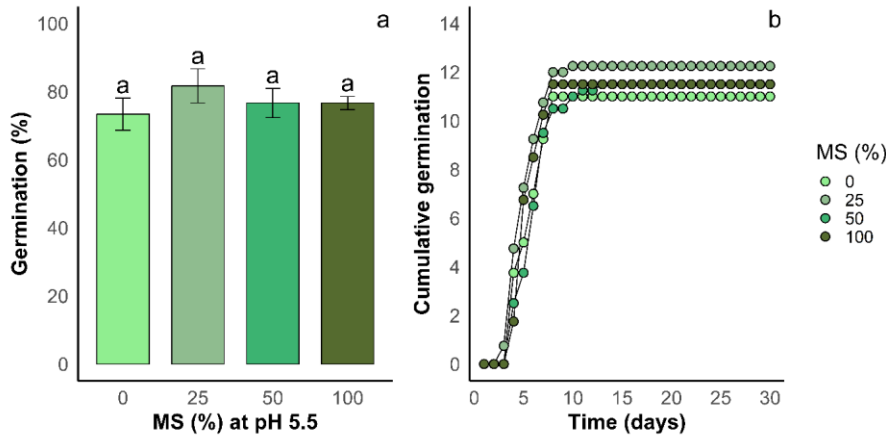 a
100
80
60
40
20
0
Germination (%)
a
a
a
a
0 25 50 100
MS (%) at pH 5.5
b
14
12
10
8
6
4
2
0
Cumulative germination
0 5 10 15 20 25 30
Time (days)
MS (%)
0
25
50
100